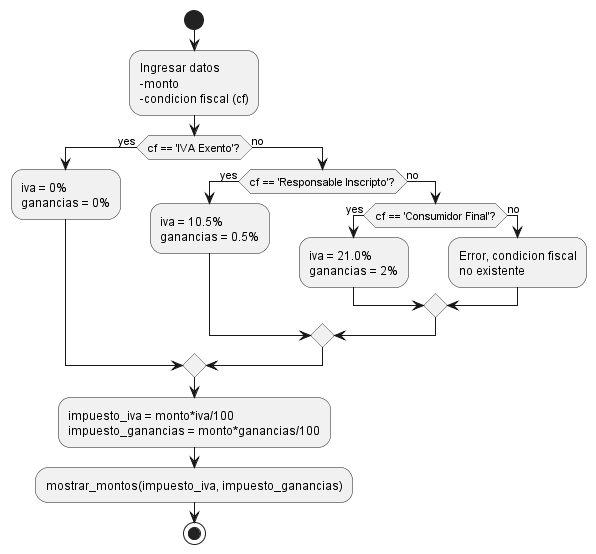 Ingresar datos
-monto
-condicion fiscal (cf)
yes
cf == 'IVA Exento'?
no
iva = 0%
ganancias = 0%
yes
cf == 'Responsable Inscripto'?
no
iva = 10.5%
ganancias = 0.5%
yes
cf == 'Consumidor Final'?
no
iva = 21.0%
ganancias = 2%
Error, condicion fiscal
no existente
impuesto_iva = monto*iva/100
impuesto_ganancias = monto*ganancias/100
mostrar_montos(impuesto_iva, impuesto_ganancias)